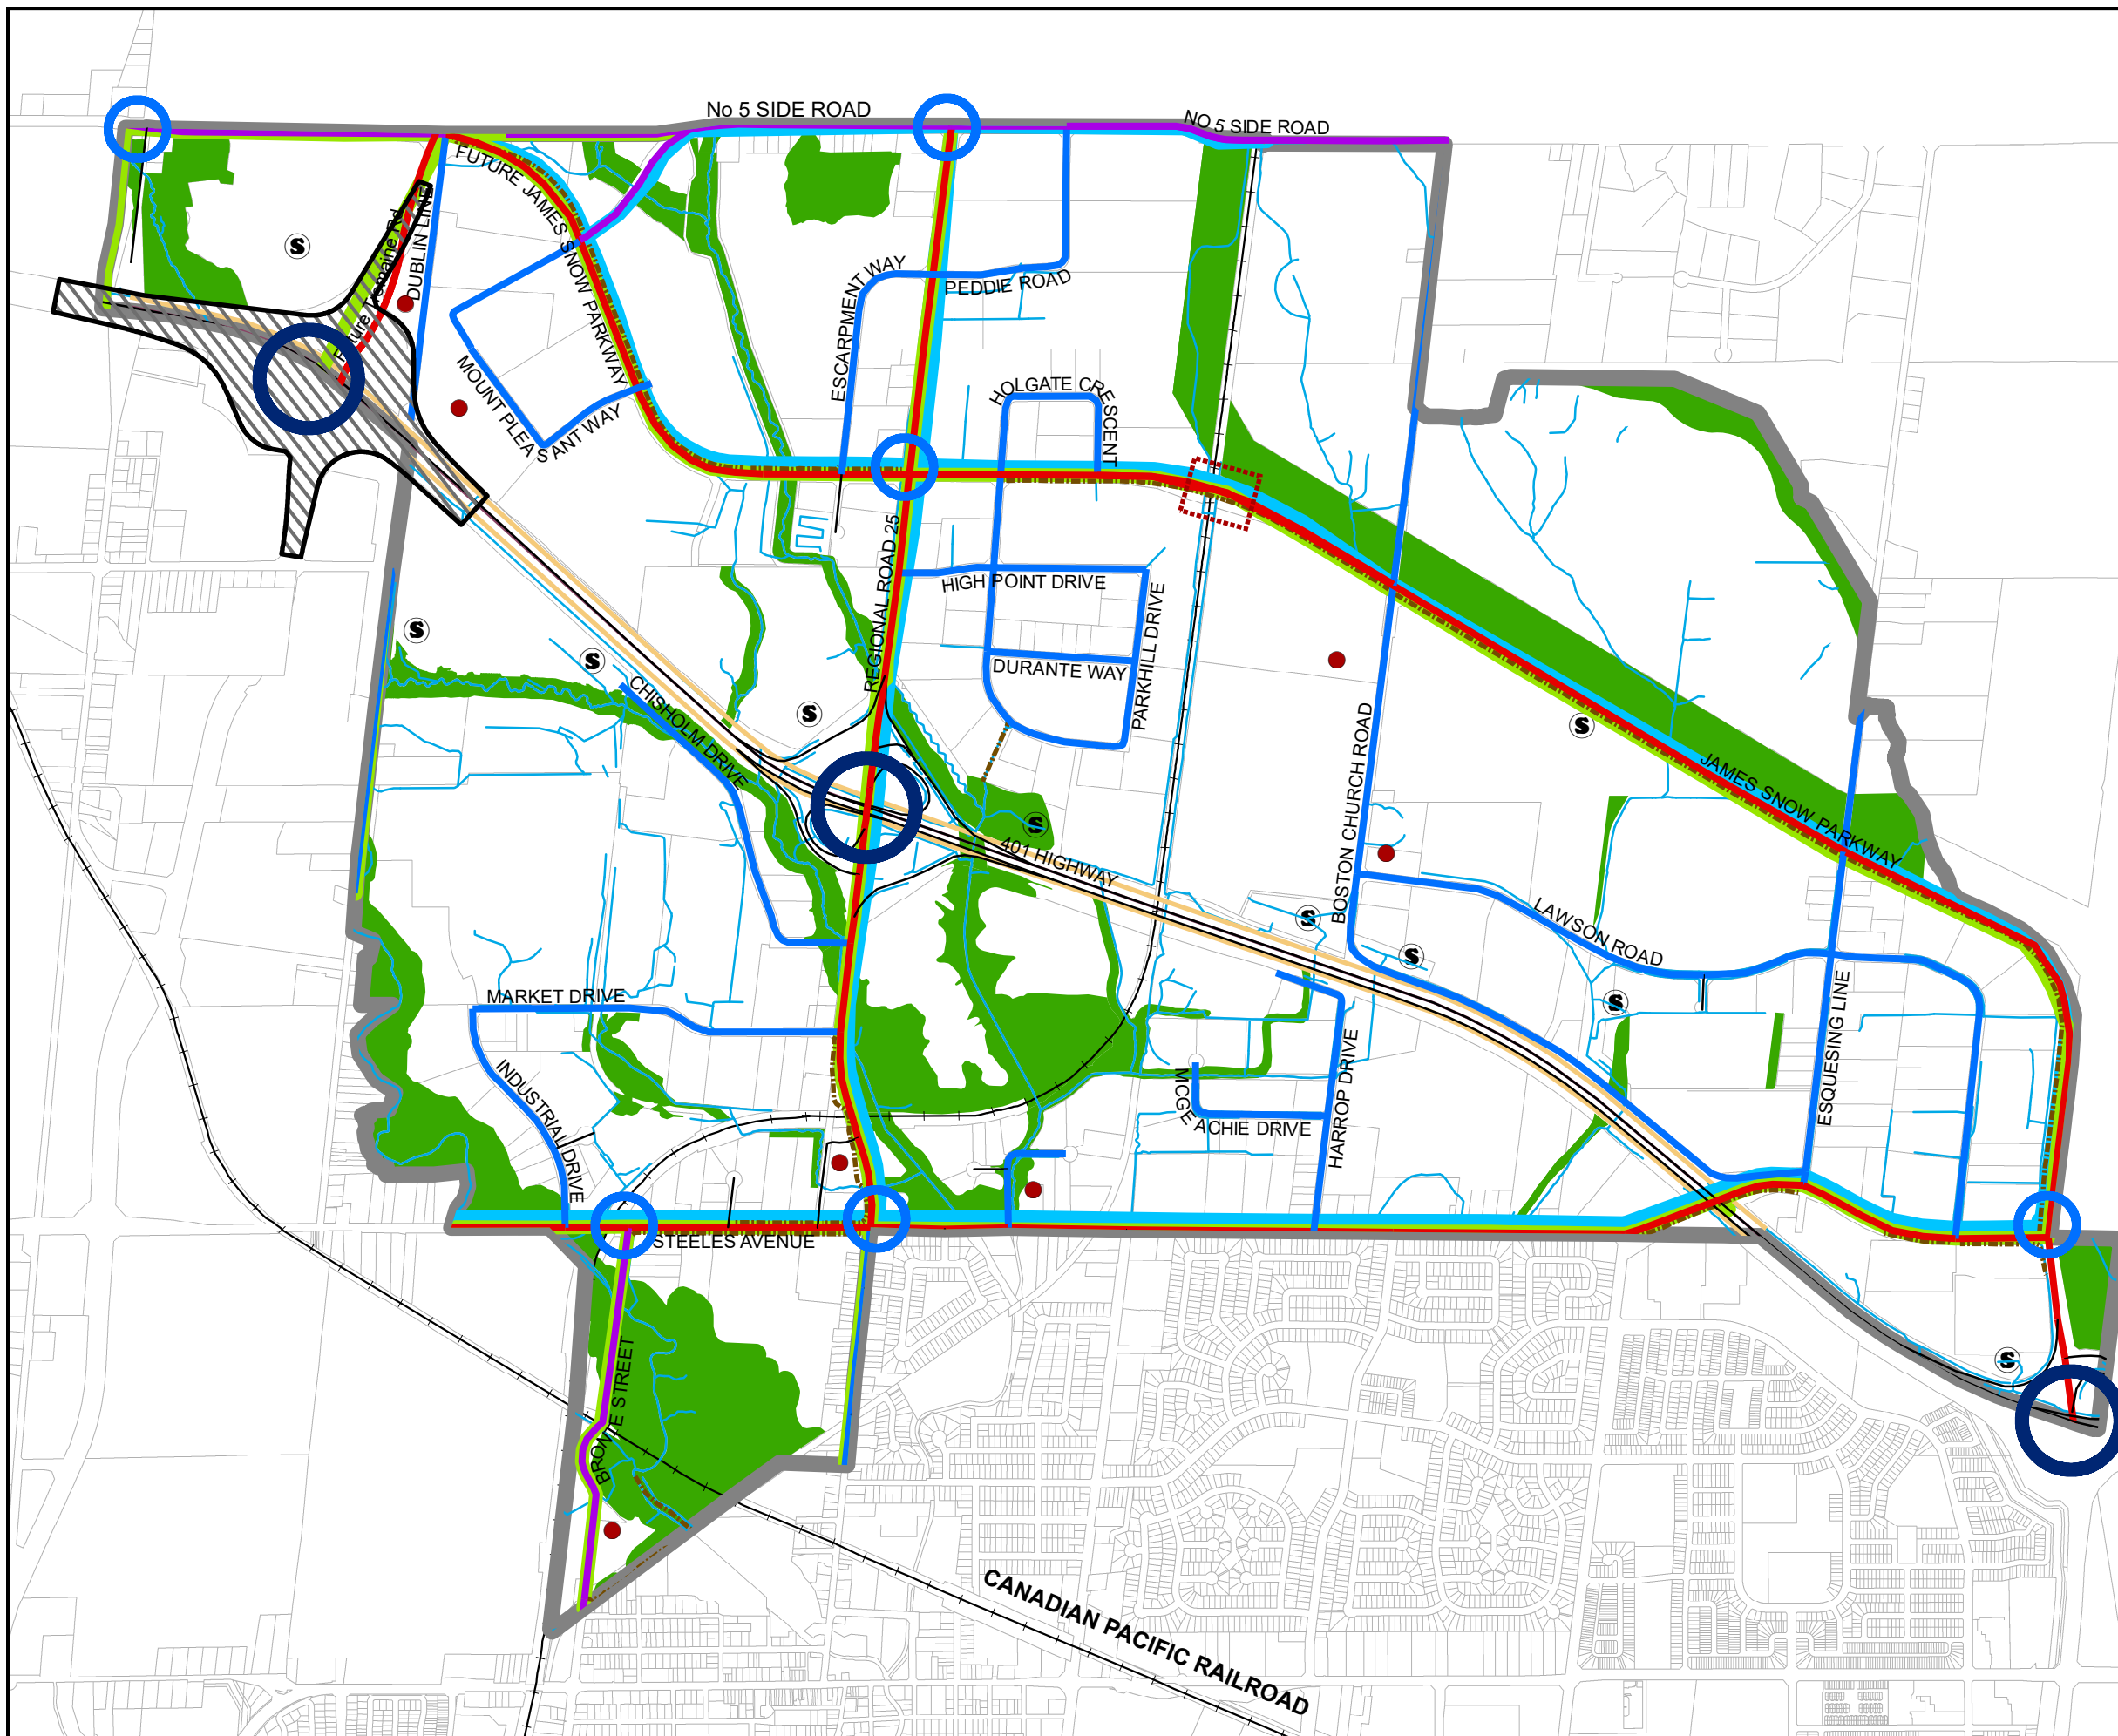 No 5 SIDE ROAD
NO 5 SIDE ROAD
FUTURE JAMES SNOW PARKWAY
DUBLIN LINE
Future Tremaine Rd
S
ESCARPMENT WAY
PEDDIE ROAD
MOUNT PLEASANT WAY
HOLGATE CRESCENT
REGIONAL ROAD 25
HIGH POINT DRIVE
PARKHILL DRIVE
DURANTE WAY
S
S
S
CHISHOLM DRIVE
S
JAMES SNOW PARKWAY
BOSTON CHURCH ROAD
S
401 HIGHWAY
S
S
LAWSON ROAD
S
ESQUESING LINE
MARKET DRIVE
INDUSTRIAL DRIVE
MCGEACHIE DRIVE
HARROP DRIVE
STEELES AVENUE
BRONTE STREET
S
CANADIAN PACIFIC RAILROAD